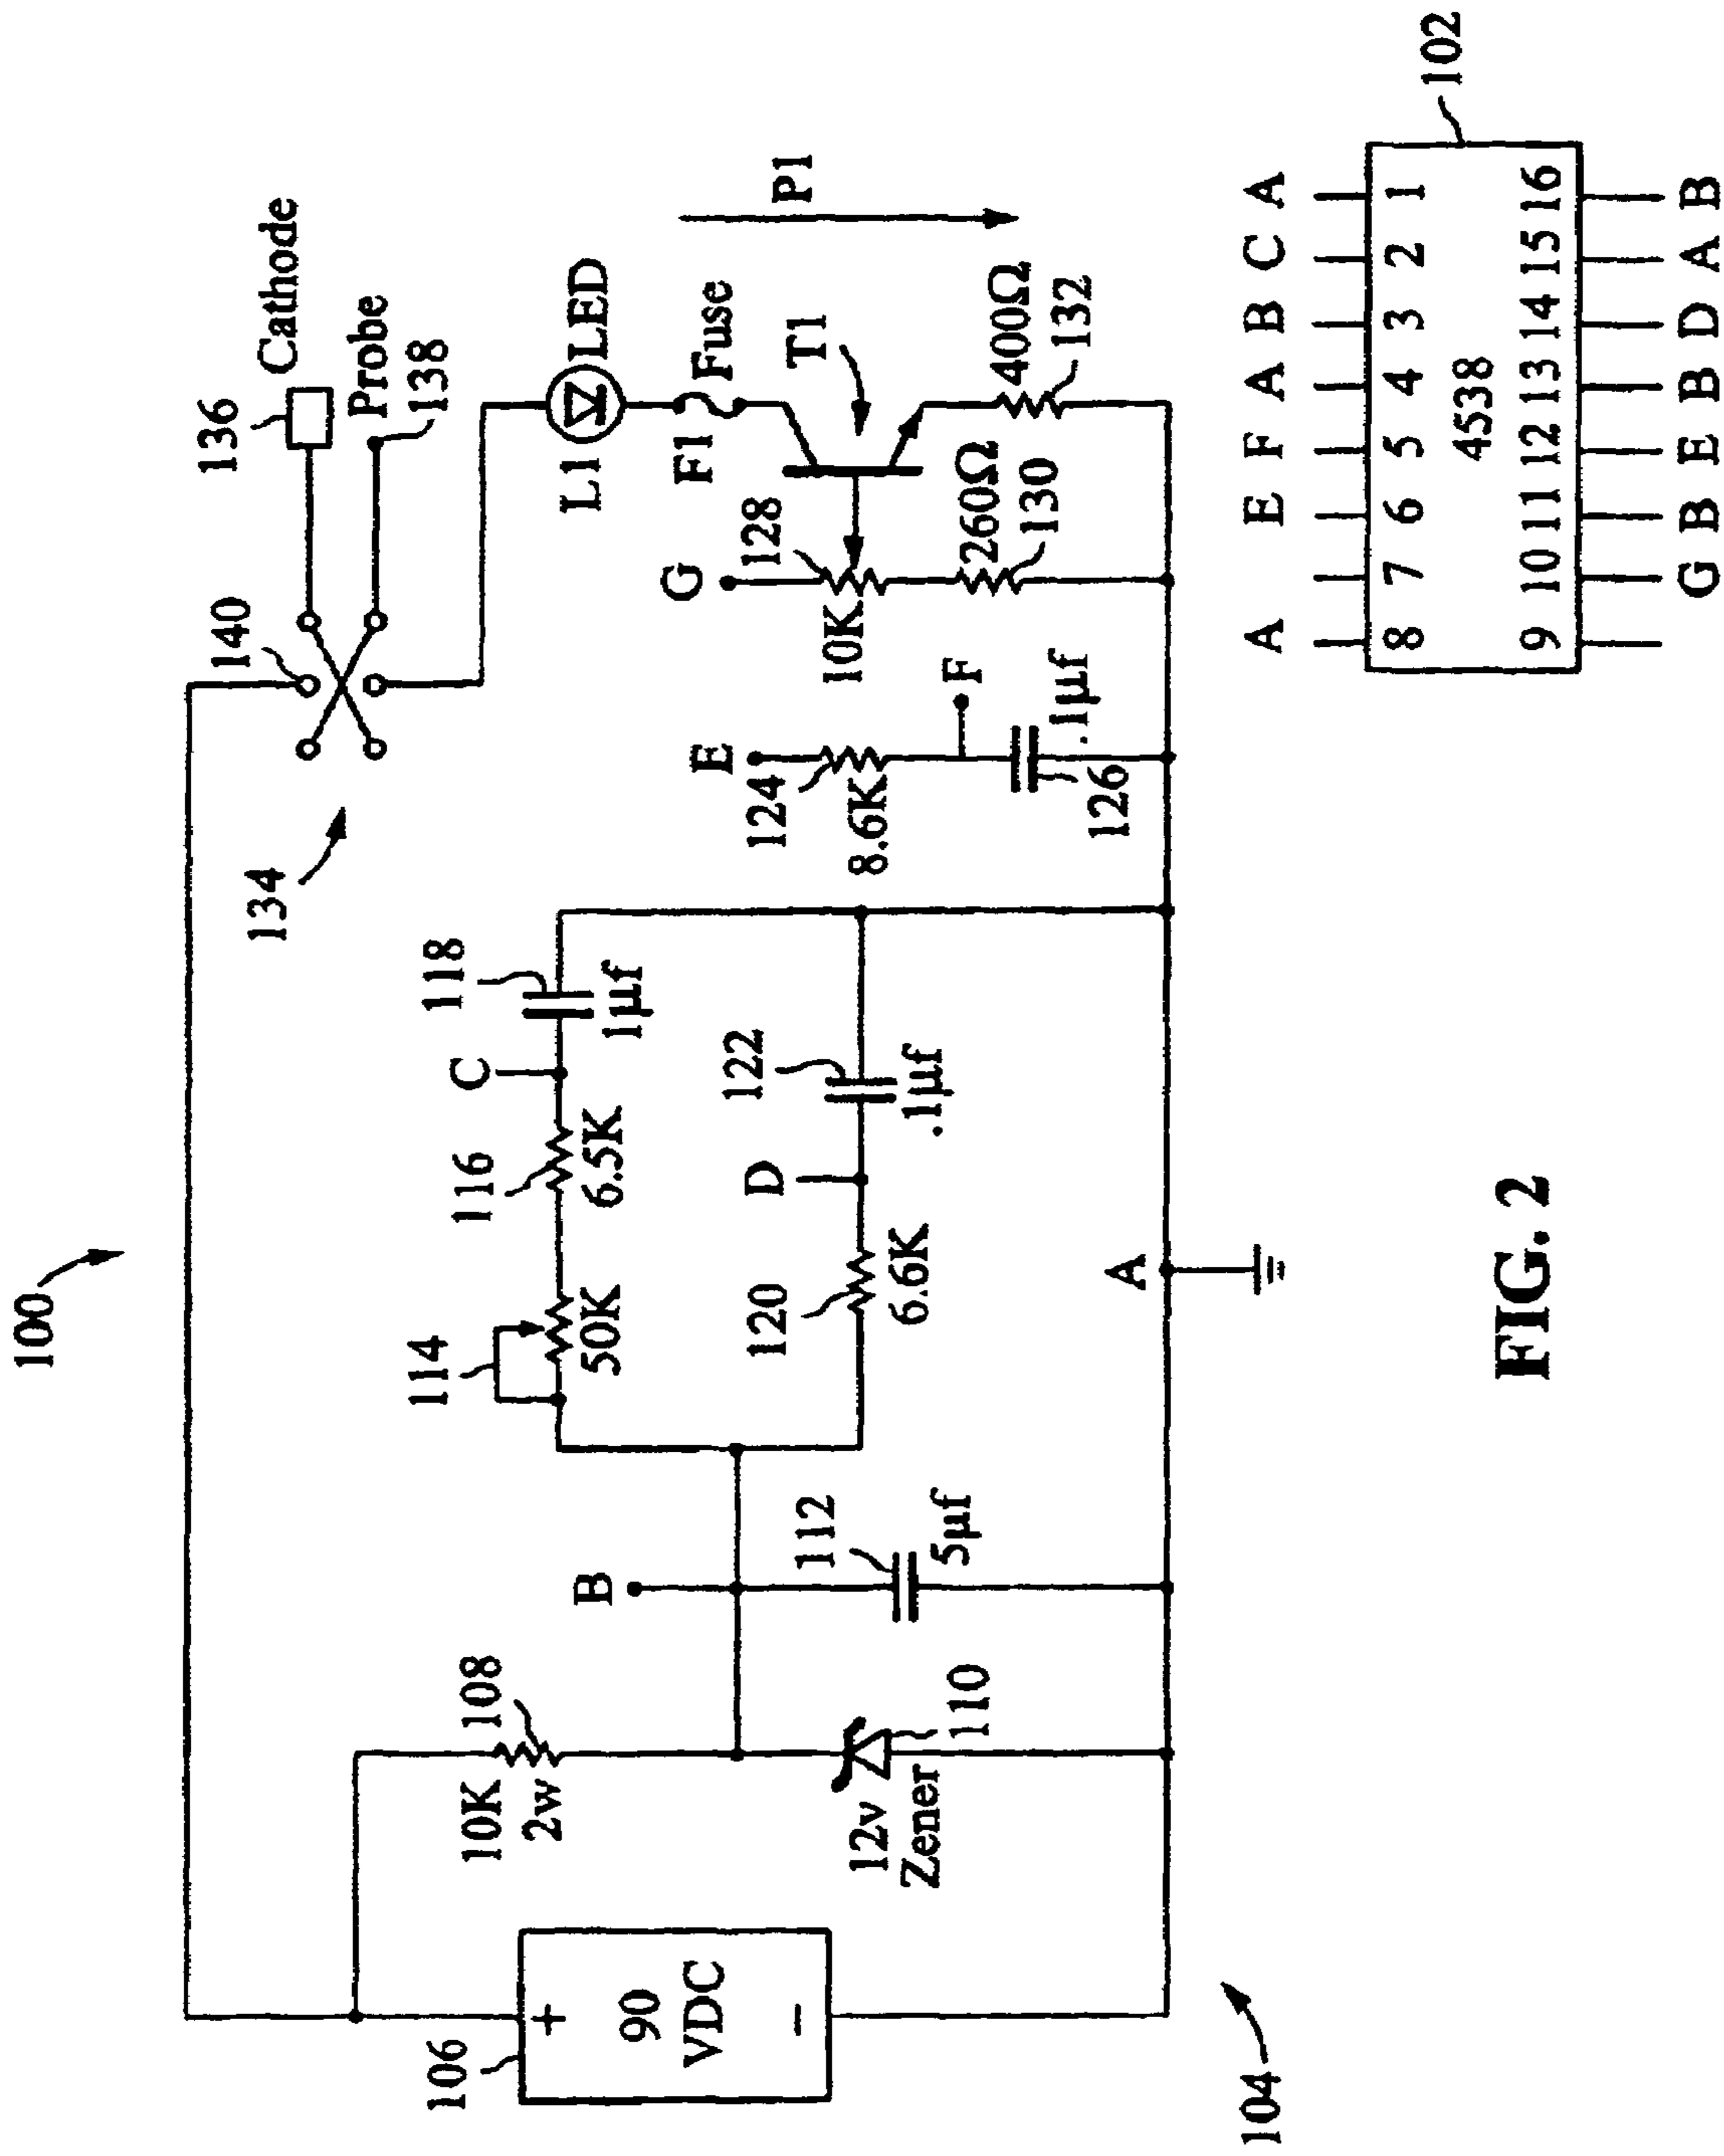 100
134
140
136
Cathode
Probe
138
114
50K
116
6.5K
C
118
1µf
120
6.6K
D
122
.1µf
106
+
90
VDC
−
10K
2w
108
12v
Zener
110
B
112
5µf
A
E
124
8.6K
F
.1µf
126
G
128
10K
260Ω
130
L1
LED
F1
Fuse
T1
400Ω
132
P1
104
A E F A B C A
8 7 6 5 4 3 2 1
4538
9 10 11 12 13 14 15 16
G B E B D A B
102
FIG. 2